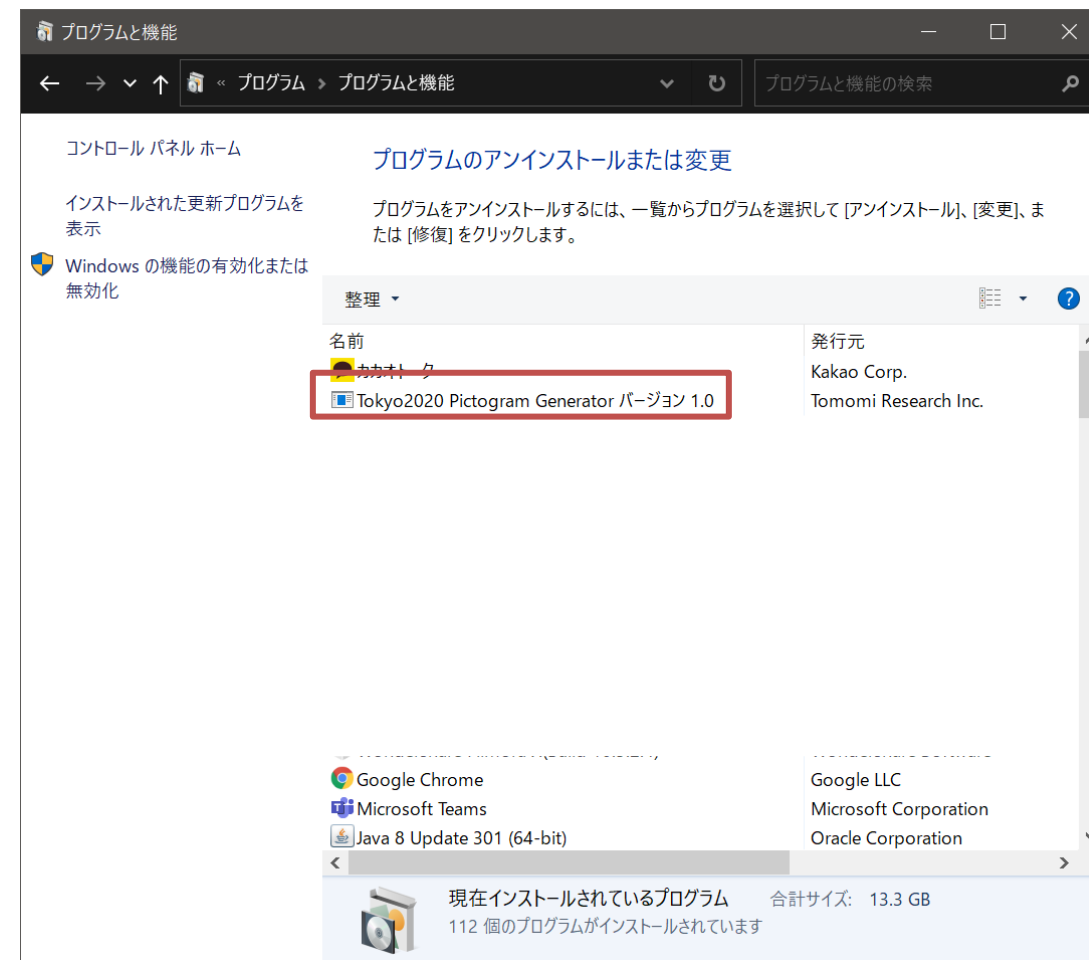 プログラムと機能
« プログラム › プログラムと機能
プログラムと機能の検索
コントロール パネル ホーム
インストールされた更新プログラムを
表示
Windows の機能の有効化または
無効化
プログラムのアンインストールまたは変更
プログラムをアンインストールするには、一覧からプログラムを選択して [アンインストール]、[変更]、ま
たは [修復] をクリックします。
整理
名前 発行元
カカオトーク Kakao Corp.
Tokyo2020 Pictogram Generator バージョン 1.0 Tomomi Research Inc.
Google Chrome Google LLC
Microsoft Teams Microsoft Corporation
Java 8 Update 301 (64-bit) Oracle Corporation
現在インストールされているプログラム 合計サイズ: 13.3 GB
112 個のプログラムがインストールされています